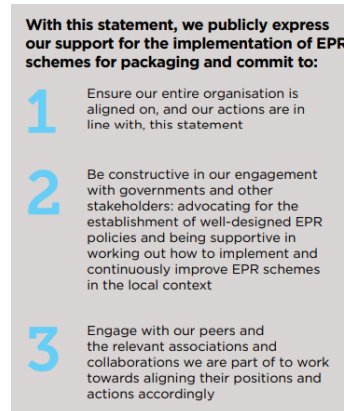 With this statement, we publicly express
our support for the implementation of EPR
schemes for packaging and commit to:
1
Ensure our entire organisation is
aligned on, and our actions are in
line with, this statement
2
Be constructive in our engagement
with governments and other
stakeholders: advocating for the
establishment of well-designed EPR
policies and being supportive in
working out how to implement and
continuously improve EPR schemes
in the local context
3
Engage with our peers and
the relevant associations and
collaborations we are part of to work
towards aligning their positions and
actions accordingly